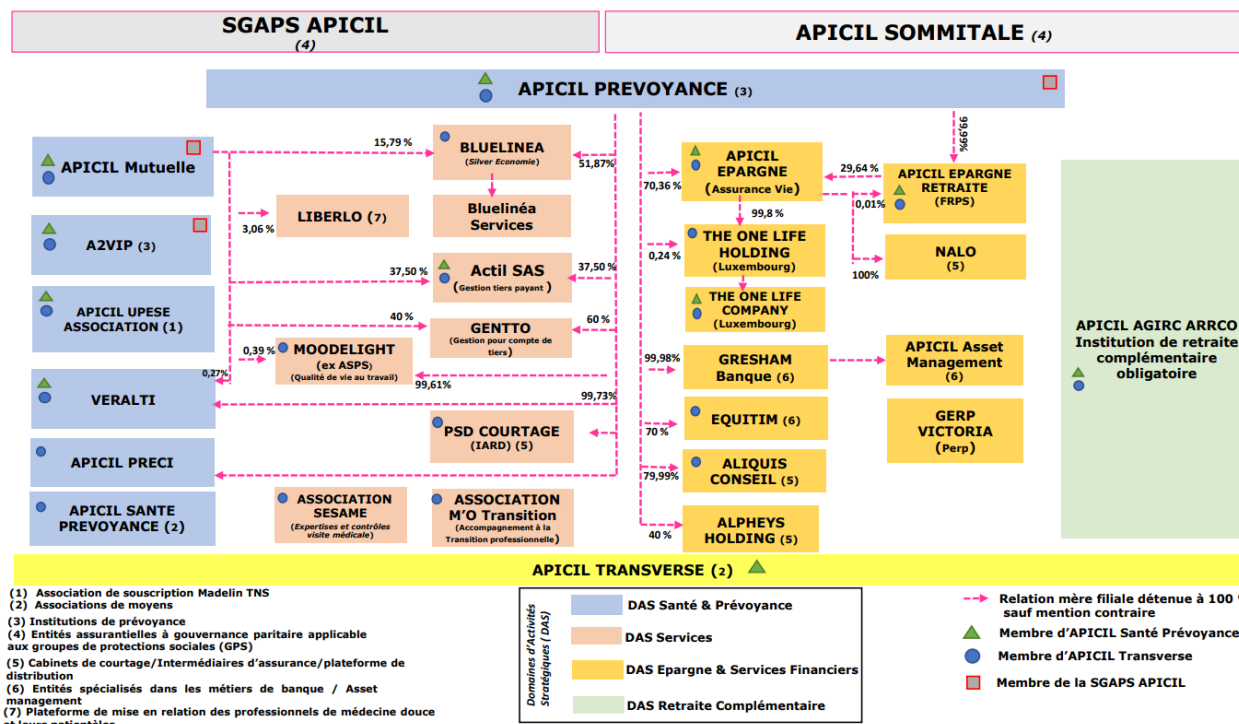 SGAPS APICIL
(4)
APICIL SOMMITALE (4)
APICIL PREVOYANCE (3)
APICIL Mutuelle
A2VIP (3)
APICIL UPESE
ASSOCIATION (1)
VERALTI
APICIL PRECI
APICIL SANTE
PREVOYANCE (2)
15,79 %
3,06 %
37,50 %
40 %
0,39 %
0,27%
LIBERLO (7)
MOODELIGHT
(ex ASPS)
(Qualité de vie au travail)
ASSOCIATION
SESAME
(Expertises et contrôles
visite médicale)
BLUELINEA
(Silver Economie)
Bluelinéa
Services
Actil SAS
(Gestion tiers payant )
GENTTO
(Gestion pour compte de
tiers)
PSD COURTAGE
(IARD) (5)
ASSOCIATION
M'O Transition
(Accompagnement à la
Transition professionnelle)
51,87%
37,50%
60 %
99,61%
99,73%
70,36 %
0,24 %
99,98%
70 %
79,99%
40 %
APICIL
EPARGNE
(Assurance Vie)
99,8 %
THE ONE LIFE
HOLDING
(Luxembourg)
THE ONE LIFE
COMPANY
(Luxembourg)
GRESHAM
Banque (6)
EQUITIM (6)
ALIQUIS
CONSEIL (5)
ALPHEYS
HOLDING (5)
99,99%
29,64 %
0,01%
100%
APICIL EPARGNE
RETRAITE
(FRPS)
NALO
(5)
APICIL Asset
Management
(6)
GERP
VICTORIA
(Perp)
APICIL AGIRC ARRCO
Institution de retraite
complémentaire
obligatoire
APICIL TRANSVERSE (2)
(1) Association de souscription Madelin TNS
(2) Associations de moyens
(3) Institutions de prévoyance
(4) Entités assurantielles à gouvernance paritaire applicable
aux groupes de protections sociales (GPS)
(5) Cabinets de courtage/Intermédiaires d'assurance/plateforme de
distribution
(6) Entités spécialisés dans les métiers de banque / Asset
management
(7) Plateforme de mise en relation des professionnels de médecine douce
et leurs patientèles
Domaines d'Activités
Stratégiques ( DAS)
DAS Santé & Prévoyance
DAS Services
DAS Epargne & Services Financiers
DAS Retraite Complémentaire
Relation mère filiale détenue à 100 %
sauf mention contraire
Membre d'APICIL Santé Prévoyance
Membre d'APICIL Transverse
Membre de la SGAPS APICIL